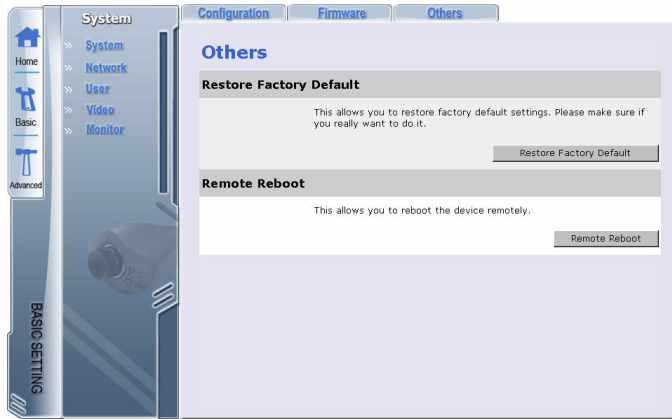 System
Configuration
Firmware
Others
Home
Basic
Advanced
» System
» Network
» User
» Video
» Monitor
BASIC SETTING
Others
Restore Factory Default
This allows you to restore factory default settings. Please make sure if
you really want to do it.
Restore Factory Default
Remote Reboot
This allows you to reboot the device remotely.
Remote Reboot